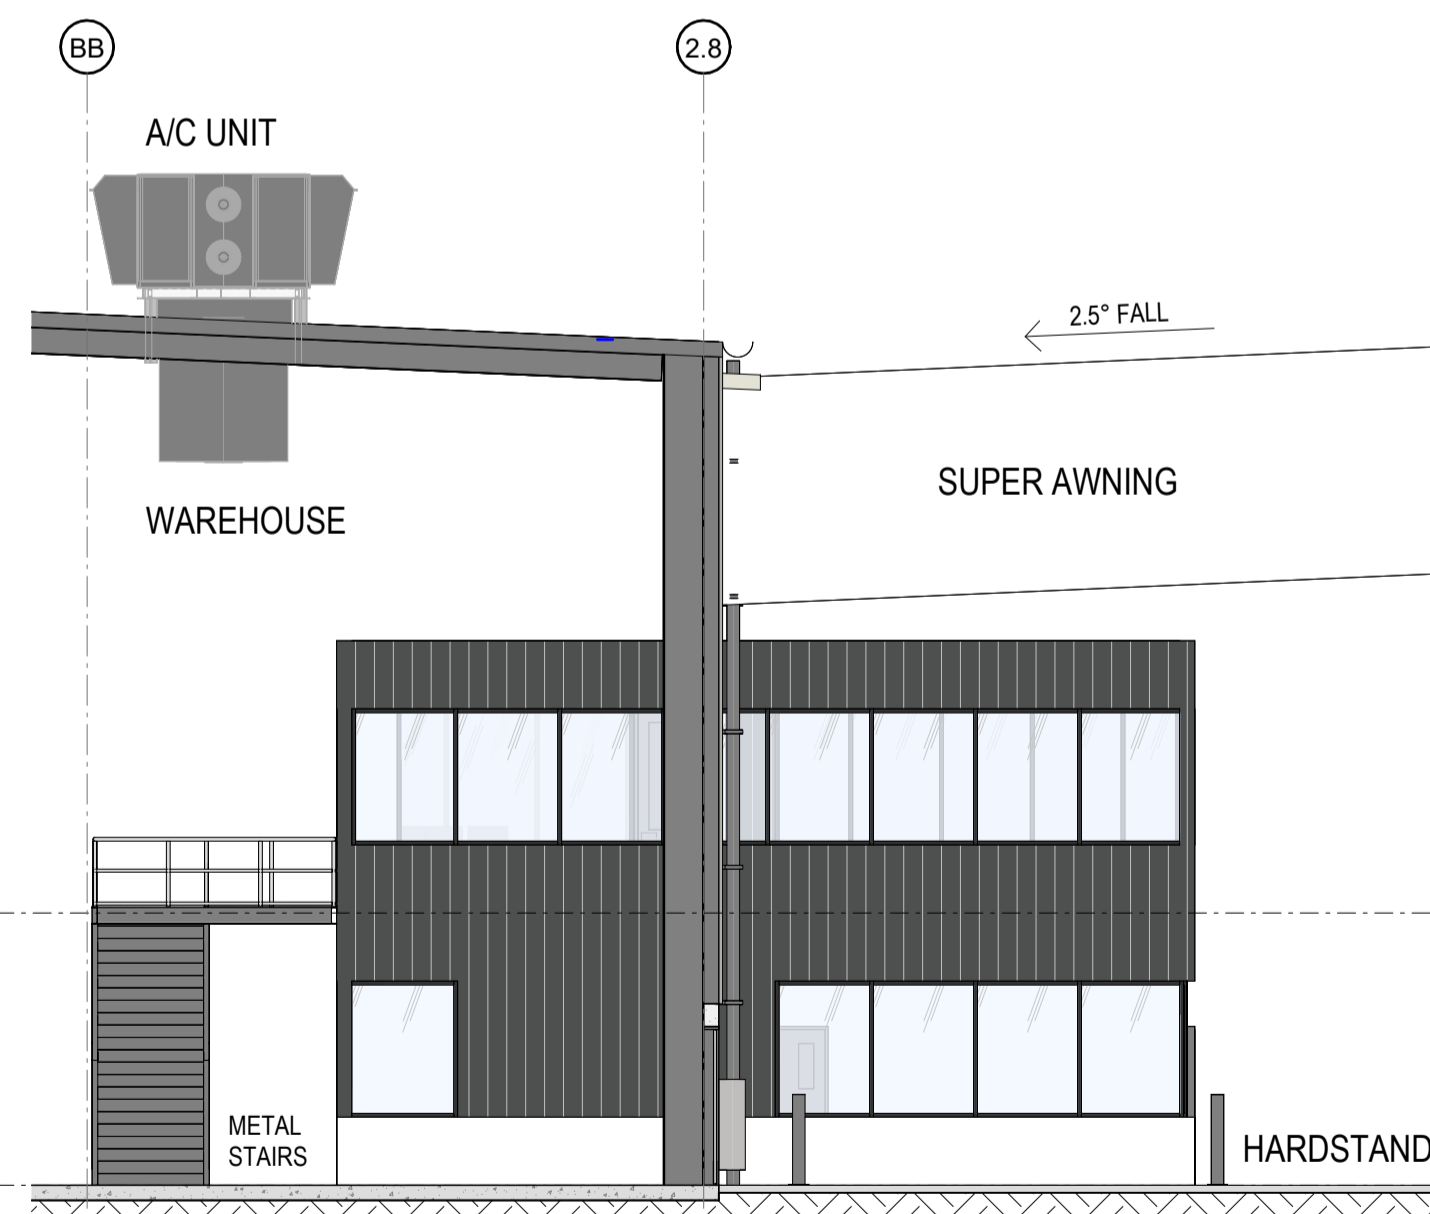 BB
2.8
A/C UNIT
2.5° FALL
SUPER AWNING
WAREHOUSE
METAL
STAIRS
HARDSTAND